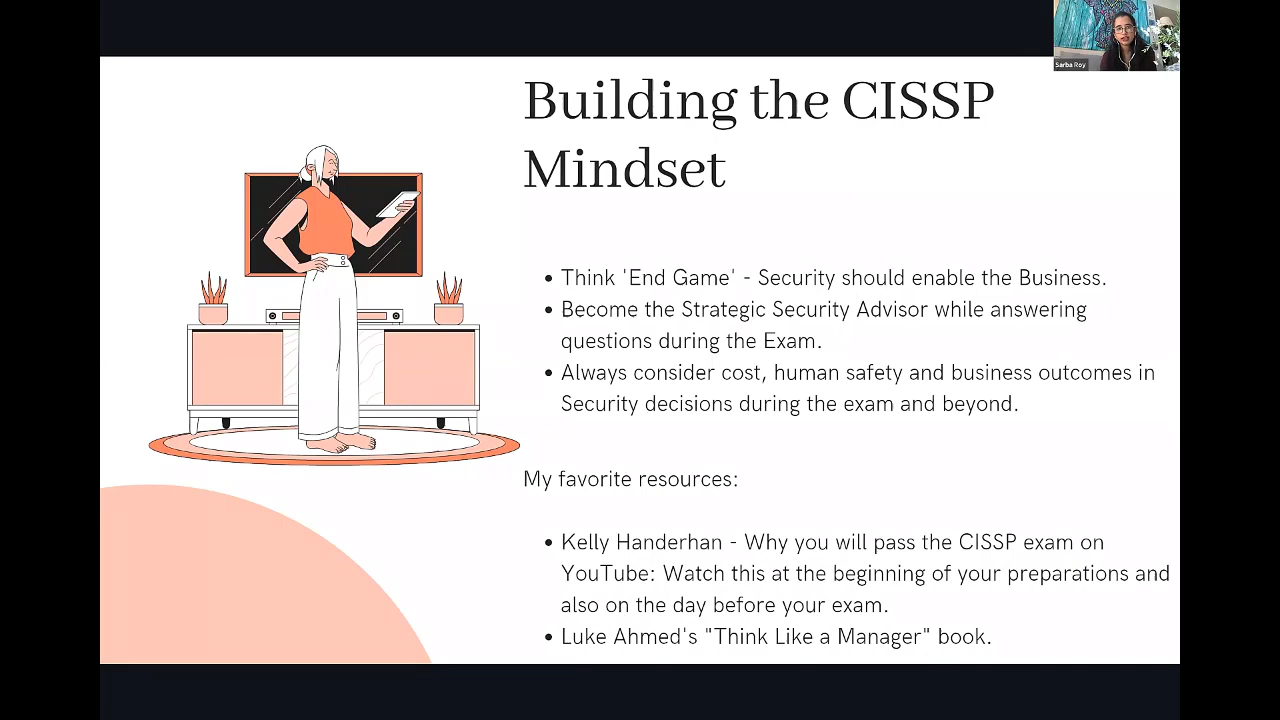 Sarba Roy
Building the CISSP
Mindset
• Think 'End Game' - Security should enable the Business.
• Become the Strategic Security Advisor while answering
questions during the Exam.
• Always consider cost, human safety and business outcomes in
Security decisions during the exam and beyond.
My favorite resources:
• Kelly Handerhan - Why you will pass the CISSP exam on
YouTube: Watch this at the beginning of your preparations and
also on the day before your exam.
• Luke Ahmed's "Think Like a Manager" book.